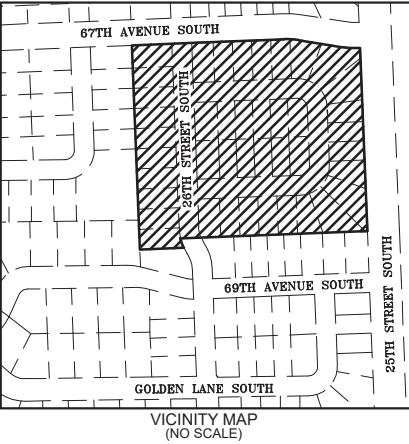 67TH AVENUE SOUTH
26TH STREET SOUTH
25TH STREET SOUTH
69TH AVENUE SOUTH
GOLDEN LANE SOUTH
VICINITY MAP
(NO SCALE)